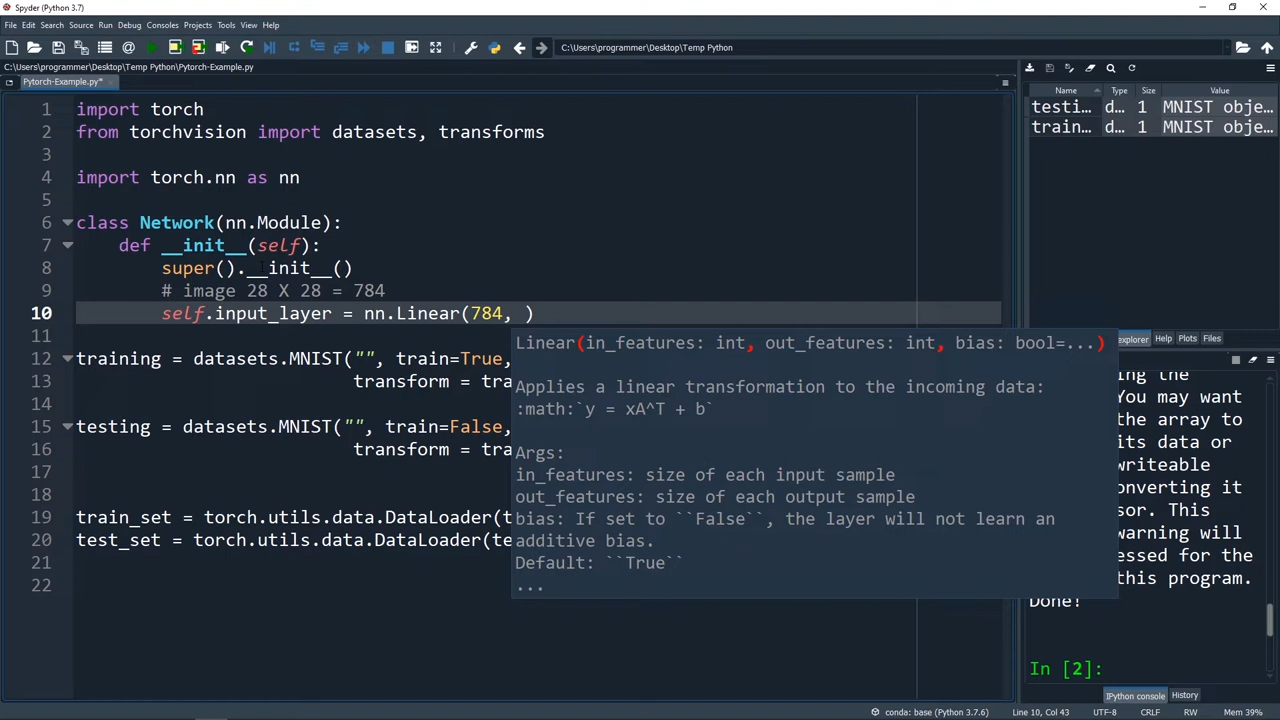 Spyder (Python 3.7)
File Edit Search Source Run Debug Consoles Projects Tools View Help
C:\Users\programmer\Desktop\Temp Python
C:\Users\programmer\Desktop\Temp Python\Pytorch-Example.py
Pytorch-Example.py*
1 import torch
2 from torchvision import datasets, transforms
3
4 import torch.nn as nn
5
6 class Network(nn.Module):
7 def __init__(self):
8 super().__init__()
9 # image 28 X 28 = 784
10 self.input_layer = nn.Linear(784, )
11
12 training = datasets.MNIST("", train=True,
13 transform = tra
14
15 testing = datasets.MNIST("", train=False,
16 transform = tra
17
18
19 train_set = torch.utils.data.DataLoader(t
20 test_set = torch.utils.data.DataLoader(te
21
22
Linear(in_features: int, out_features: int, bias: bool=...)
Applies a linear transformation to the incoming data:
:math:`y = xA^T + b`
Args:
in_features: size of each input sample
out_features: size of each output sample
bias: If set to ``False``, the layer will not learn an
additive bias.
Default: ``True``
...
Name Type Size Value
testi... d... 1 MNIST obje...
train... d... 1 MNIST obje...
explorer Help Plots Files
ing the
You may want
the array to
its data or
writeable
onverting it
sor. This
warning will
essed for the
this program.
Done!
In [2]:
IPython console History
conda: base (Python 3.7.6) Line 10, Col 43 UTF-8 CRLF RW Mem 39%